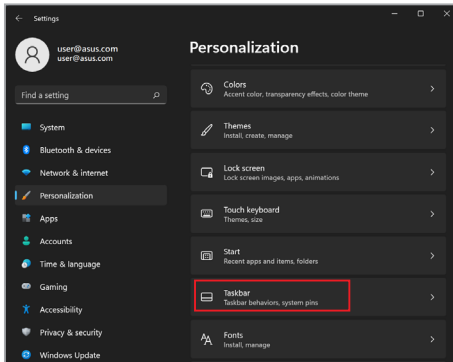 Settings
user@asus.com
user@asus.com
Find a setting
System
Bluetooth & devices
Network & internet
Personalization
Apps
Accounts
Time & language
Gaming
Accessibility
Privacy & security
Windows Update
Personalization
Colors
Accent color, transparency effects, color theme
Themes
Install, create, manage
Lock screen
Lock screen images, apps, animations
Touch keyboard
Themes, size
Start
Recent apps and items, folders
Taskbar
Taskbar behaviors, system pins
Fonts
Install, manage